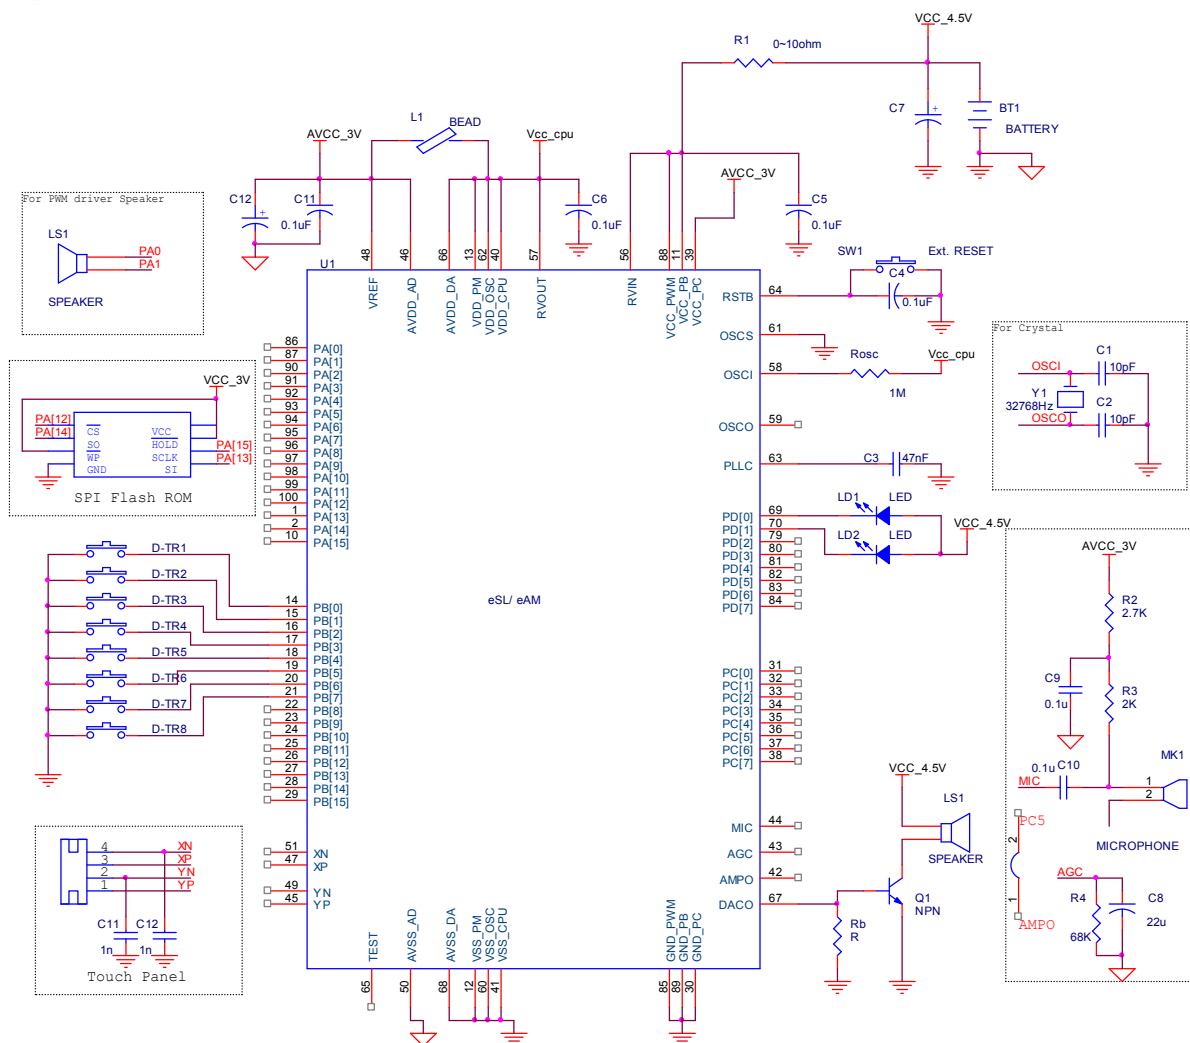 VCC_4.5V
R1
0~10ohm
C7
+
BT1
BATTERY
L1
BEAD
AVCC_3V
Vcc_cpu
AVCC_3V
C12
+
C11
0.1uF
C6
0.1uF
C5
0.1uF
For PWM driver Speaker
LS1
PA0
PA1
SPEAKER
48
46
66
13
62
40
57
56
88
11
39
U1
VREF
AVDD_AD
AVDD_DA
VDD_PM
VDD_OSC
VDD_CPU
RVOUT
RVIN
VCC_PWM
VCC_PB
VCC_PC
SW1
Ext. RESET
C4
0.1uF
RSTB
64
OSCS
61
OSCI
58
Rosc
1M
Vcc_cpu
OSCO
59
PLLC
63
C3
47nF
For Crystal
OSCI
C1
10pF
Y1
32768Hz
C2
10pF
OSCO
VCC_3V
PA[12]
PA[14]
CS
SO
WP
GND
VCC
HOLD
SCLK
SI
PA[15]
PA[13]
SPI Flash ROM
86 PA[0]
87 PA[1]
90 PA[2]
91 PA[3]
92 PA[4]
93 PA[5]
94 PA[6]
95 PA[7]
96 PA[8]
97 PA[9]
98 PA[10]
99 PA[11]
100 PA[12]
1 PA[13]
2 PA[14]
10 PA[15]
PD[0] 69
PD[1] 70
PD[2] 79
PD[3] 80
PD[4] 81
PD[5] 82
PD[6] 83
PD[7] 84
LD1
LED
LD2
LED
VCC_4.5V
D-TR1
D-TR2
D-TR3
D-TR4
D-TR5
D-TR6
D-TR7
D-TR8
14 PB[0]
15 PB[1]
16 PB[2]
17 PB[3]
18 PB[4]
19 PB[5]
20 PB[6]
21 PB[7]
22 PB[8]
23 PB[9]
24 PB[10]
25 PB[11]
26 PB[12]
27 PB[13]
28 PB[14]
29 PB[15]
eSL/ eAM
PC[0] 31
PC[1] 32
PC[2] 33
PC[3] 34
PC[4] 35
PC[5] 36
PC[6] 37
PC[7] 38
AVCC_3V
R2
2.7K
C9
0.1u
R3
2K
0.1u
C10
MIC
MK1
1
2
MICROPHONE
PC5
2
1
AMPO
AGC
R4
68K
C8
22u
VCC_4.5V
LS1
SPEAKER
MIC 44
AGC 43
AMPO 42
DACO 67
Q1
NPN
Rb
R
4
3
2
1
XN
XP
YN
YP
C11
1n
C12
1n
Touch Panel
51 XN
47 XP
49 YN
45 YP
TEST
AVSS_AD
AVSS_DA
VSS_PM
VSS_OSC
VSS_CPU
GND_PWM
GND_PB
GND_PC
65
50
68
12
60
41
85
89
30